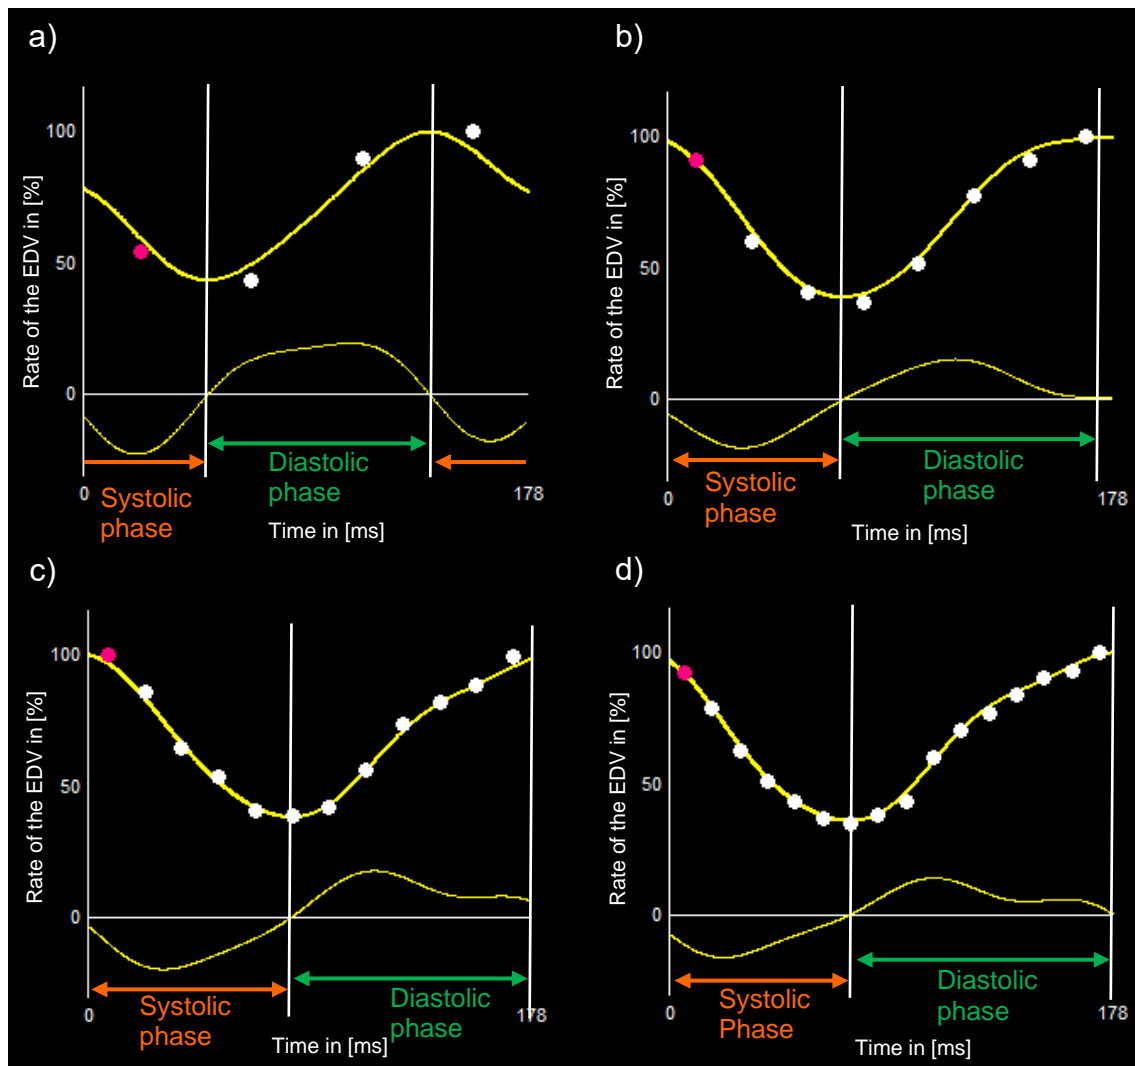 a)
Rate of the EDV in [%]
100
50
0
Diastolic
phase
0
Systolic
phase
178
Time in [ms]
b)
Rate of the EDV in [%]
100
50
0
Systolic
phase
Diastolic
phase
0
178
Time in [ms]
c)
Rate of the EDV in [%]
100
50
0
Systolic
phase
Diastolic
phase
0
178
Time in [ms]
d)
Rate of the EDV in [%]
100
50
0
Systolic
Phase
Diastolic
phase
0
178
Time in [ms]